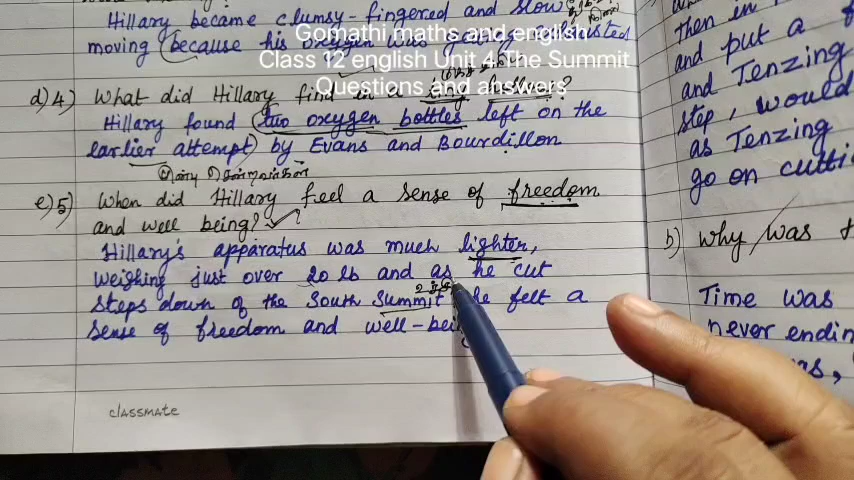 Hillary became clumsy-fingered and slow
moving because his oxygen was getting exhausted
Gomathi maths and english
Class 12 english Unit 4 The Summit
Questions and answers
d) 4) What did Hillary find in a tiny hollow?
Hillary found two oxygen bottles left on the
earlier attempt by Evans and Bourdillon
e) 5) When did Hillary feel a sense of freedom
and well being?
Hillary's apparatus was much lighter,
weighing just over 20 lb and as he cut
steps down of the South Summit he felt a
sense of freedom and well-being
classmate
then in
and put a
and Tenzing
step, would
as Tenzing
go on cutti
b) Why was
Time was
never endin